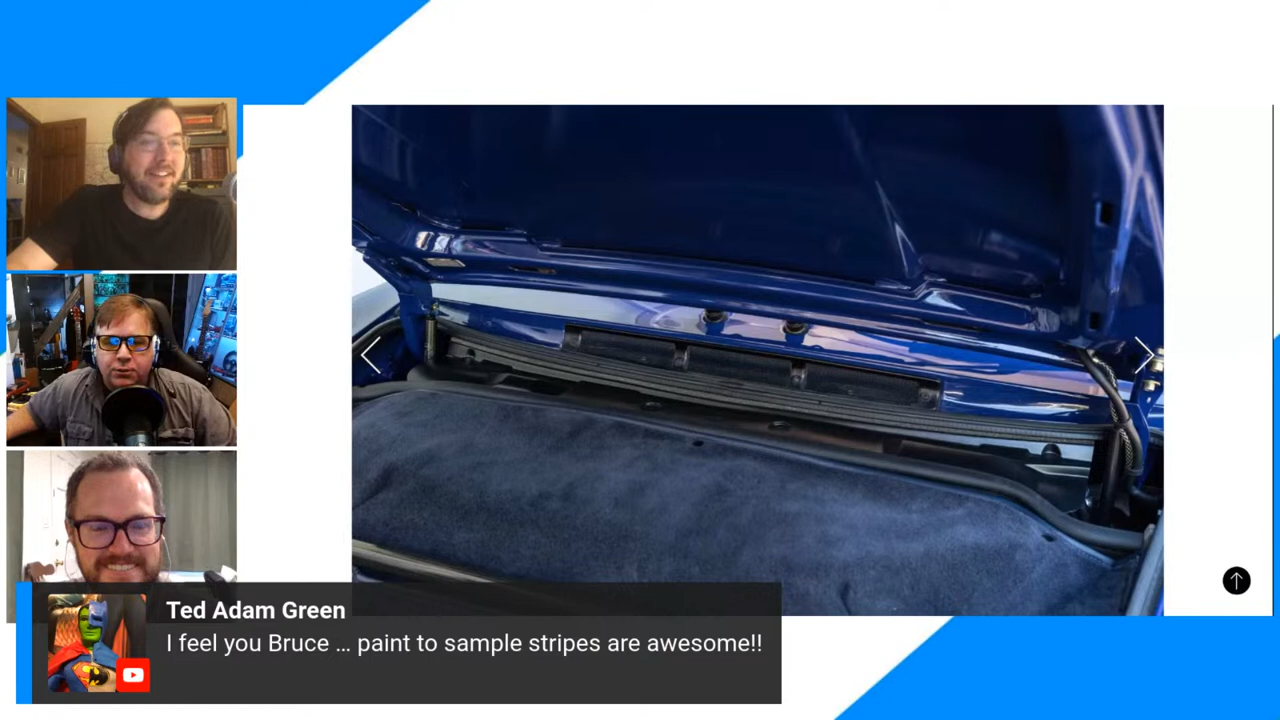 Ted Adam Green
I feel you Bruce ... paint to sample stripes are awesome!!